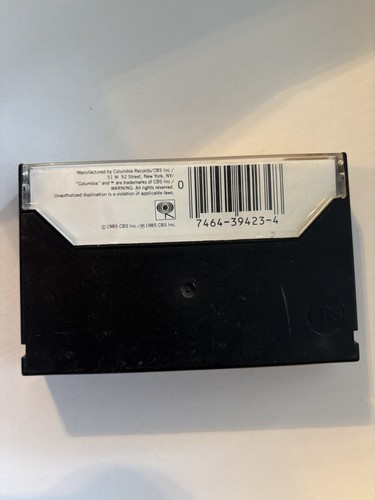 Manufactured by Columbia Records/CBS Inc./
51 W. 52 Street, New York, NY/
"Columbia" and are trademarks of CBS Inc./
WARNING: All rights reserved.
Unauthorized duplication is a violation of applicable laws.
© 1985 CBS Inc./℗ 1985 CBS Inc.
0
7464-39423-4
CBS